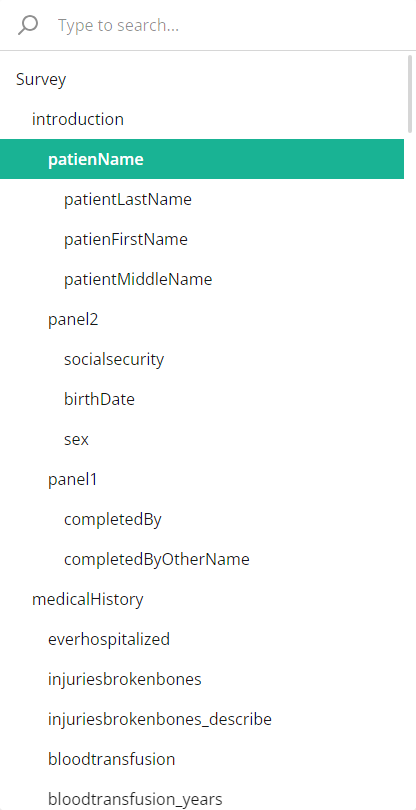 Type to search...
Survey
introduction
patienName
patientLastName
patienFirstName
patientMiddleName
panel2
socialsecurity
birthDate
sex
panel1
completedBy
completedByOtherName
medicalHistory
everhospitalized
injuriesbrokenbones
injuriesbrokenbones_describe
bloodtransfusion
bloodtransfusion_years